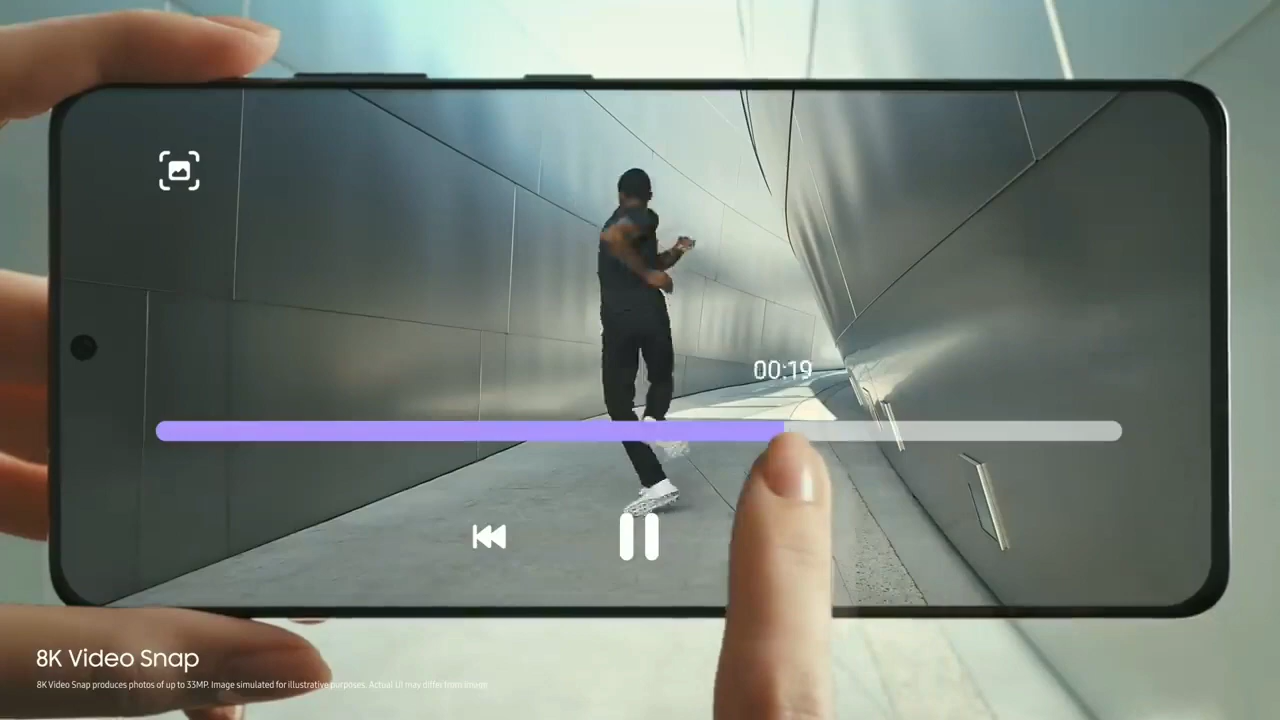 00:19
8K Video Snap
8K Video Snap produces photos of up to 33MP. Image simulated for illustrative purposes. Actual UI may differ from image